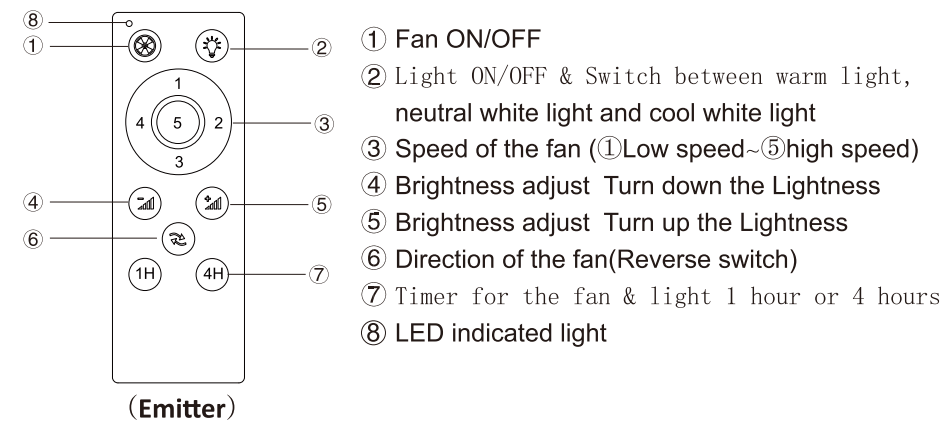 ⑧
①
②
1
4 5 2
③
3
④
⑤
⑥
1H 4H
⑦
(Emitter)
① Fan ON/OFF
② Light ON/OFF & Switch between warm light,
neutral white light and cool white light
③ Speed of the fan (①Low speed~⑤high speed)
④ Brightness adjust Turn down the Lightness
⑤ Brightness adjust Turn up the Lightness
⑥ Direction of the fan(Reverse switch)
⑦ Timer for the fan & light 1 hour or 4 hours
⑧ LED indicated light